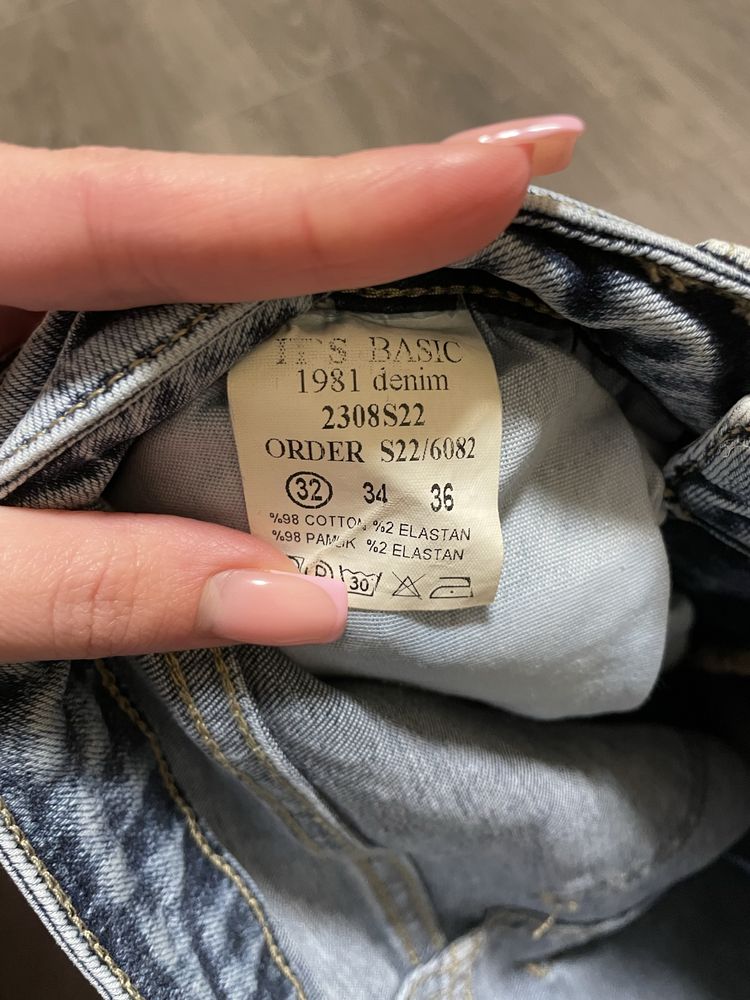 IT'S BASIC
1981 denim
2308S22
ORDER S22/6082
32 34 36
%98 COTTON %2 ELASTAN
%98 PAMUK %2 ELASTAN
P 30